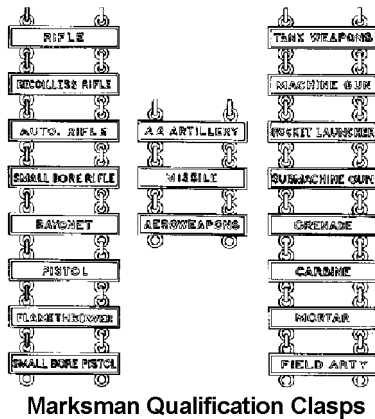 RIFLE
RECOILLESS RIFLE
AUTO. RIFLE
SMALL BORE RIFLE
BAYONET
PISTOL
FLAMETHROWER
SMALL BORE PISTOL
AA ARTILLERY
MISSILE
AEROWEAPONS
TANK WEAPONS
MACHINE GUN
ROCKET LAUNCHER
SUBMACHINE GUN
GRENADE
CARBINE
MORTAR
FIELD ARTY
Marksman Qualification Clasps